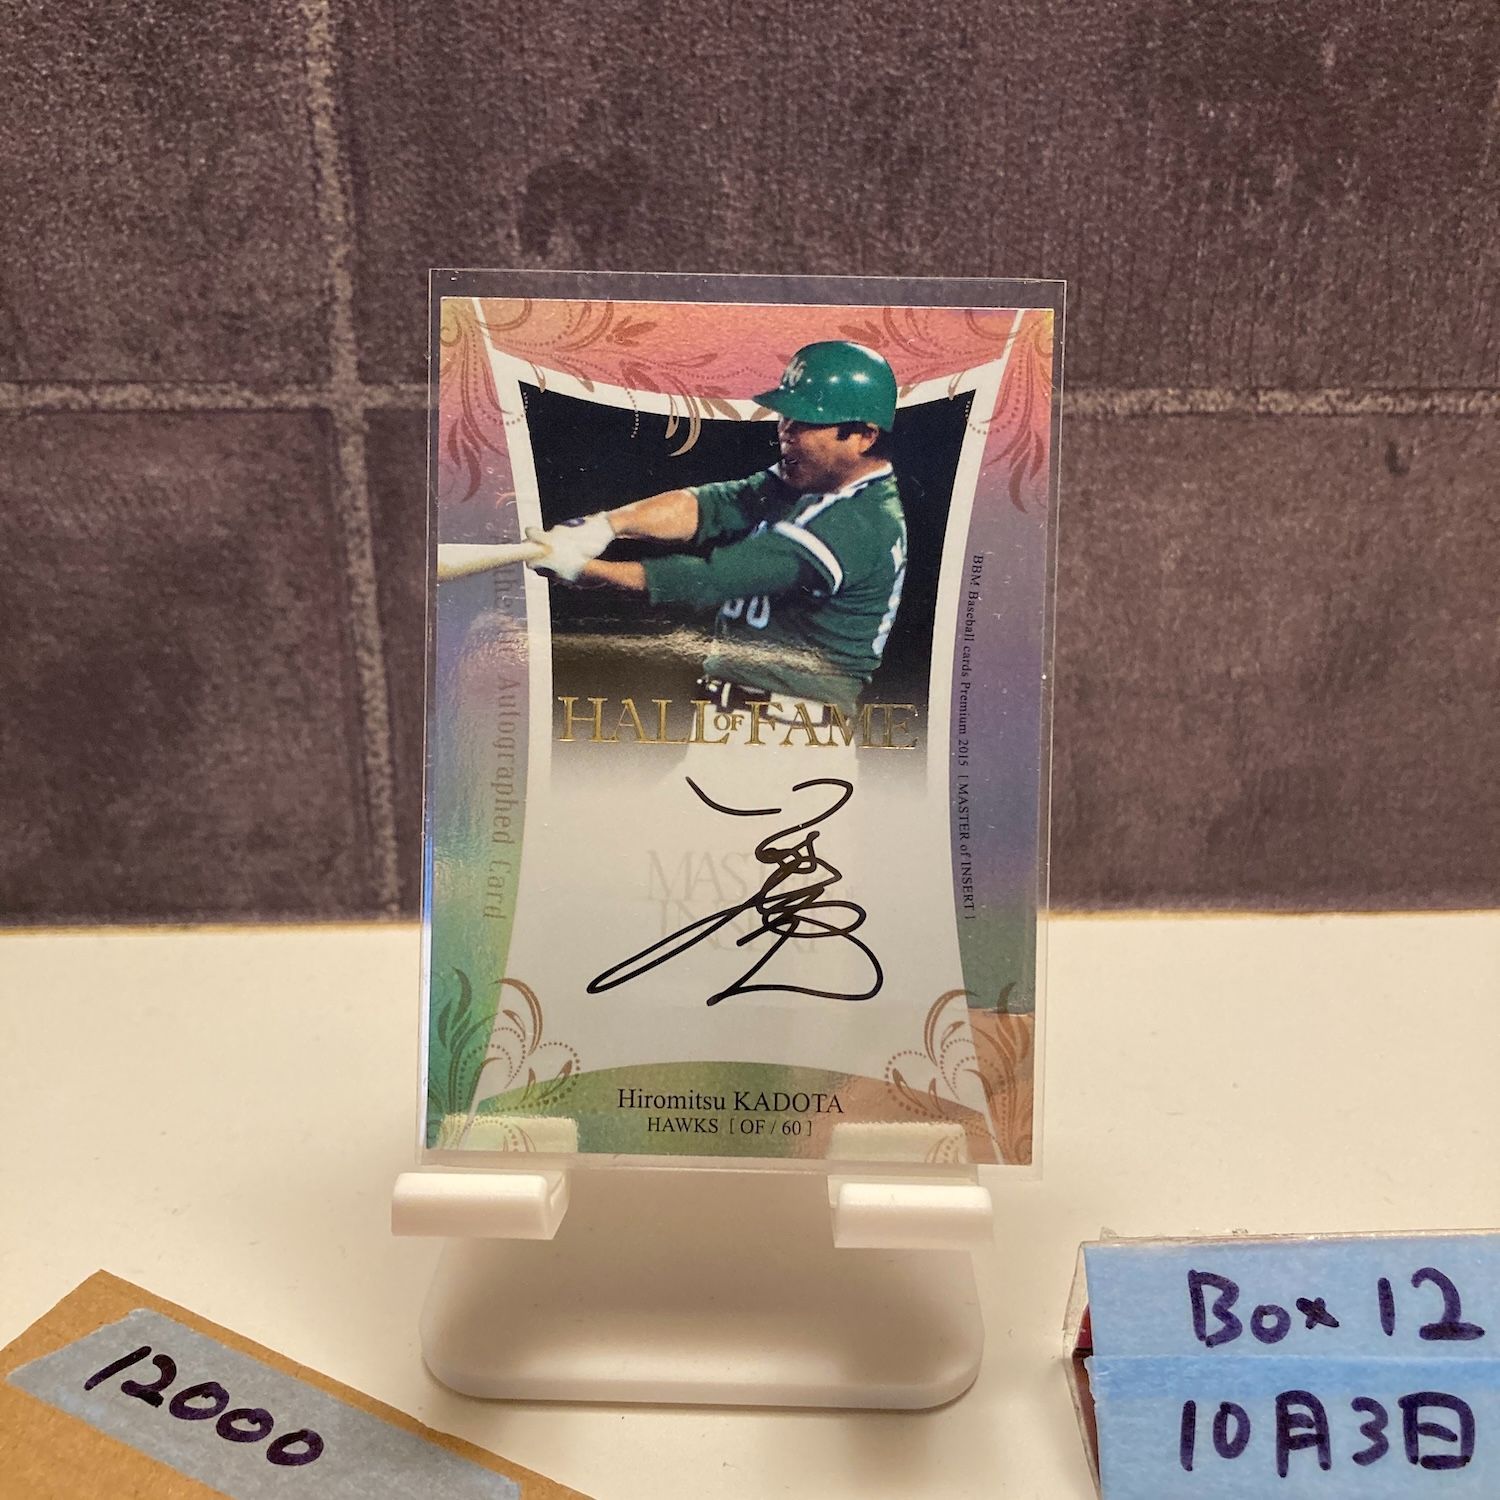 HALL OF FAME
Autographed Card
BBM Baseball cards Premium 2015 [ MASTER of INSERT ]
60
Hiromitsu KADOTA
HAWKS [ OF / 60 ]
12000
Box 12
10月3日